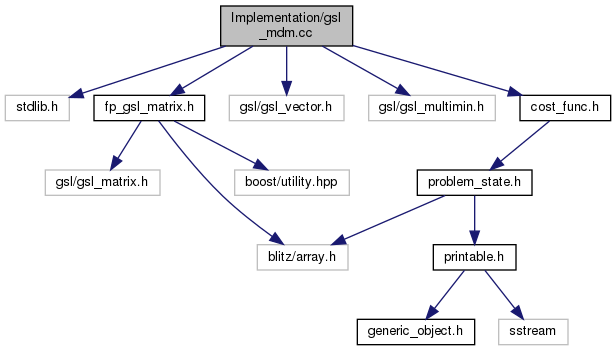 Implementation/gsl
_mdm.cc
stdlib.h
fp_gsl_matrix.h
gsl/gsl_vector.h
gsl/gsl_multimin.h
cost_func.h
gsl/gsl_matrix.h
boost/utility.hpp
problem_state.h
blitz/array.h
printable.h
generic_object.h
sstream